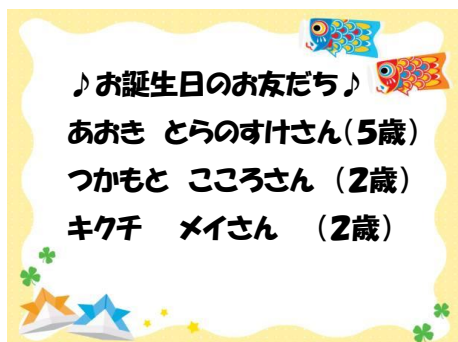 ♪お誕生日のお友だち♪
あおき とらのすけさん（５歳）
つかもと こころさん （２歳）
キクチ メイさん （２歳）